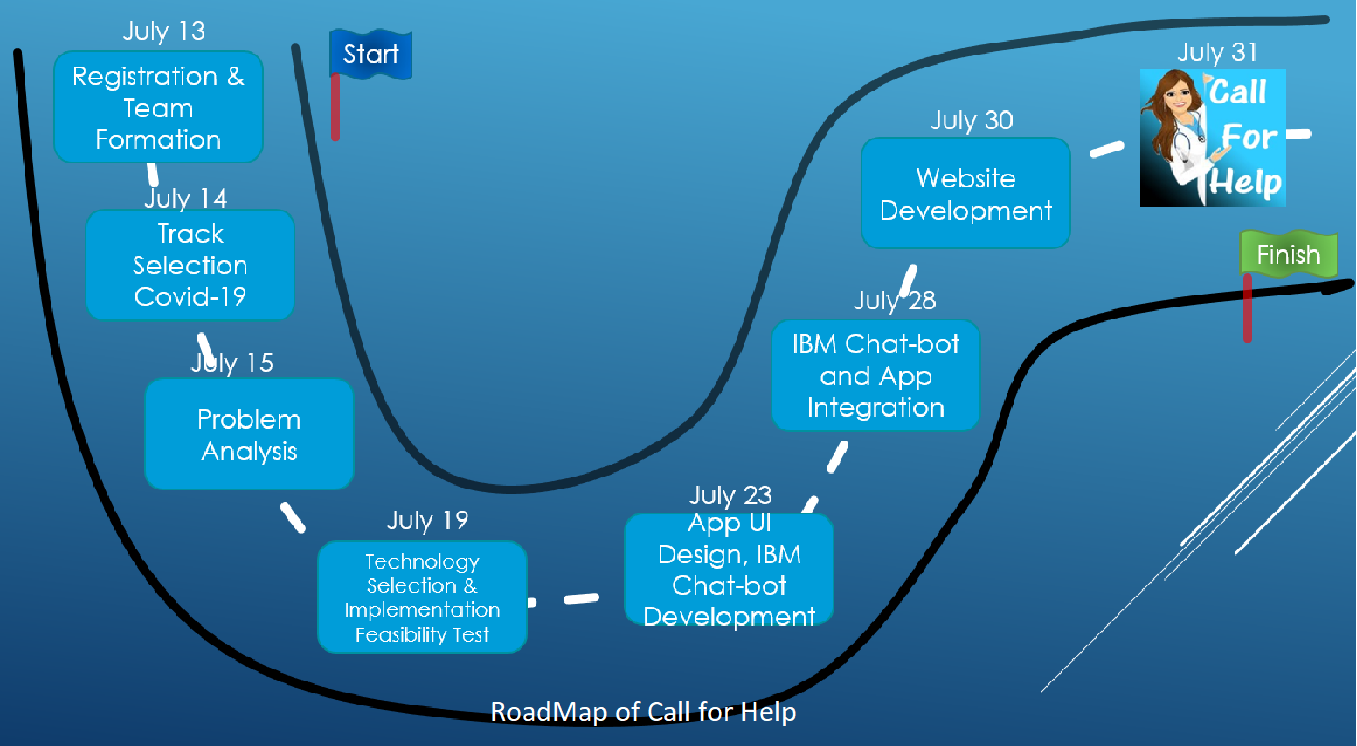 July 13
Registration &
Team
Formation
Start
July 14
Track
Selection
Covid-19
July 15
Problem
Analysis
July 19
Technology
Selection &
Implementation
Feasibility Test
July 23
App UI
Design, IBM
Chat-bot
Development
July 28
IBM Chat-bot
and App
Integration
July 30
Website
Development
July 31
Call
For
Help
Finish
RoadMap of Call for Help